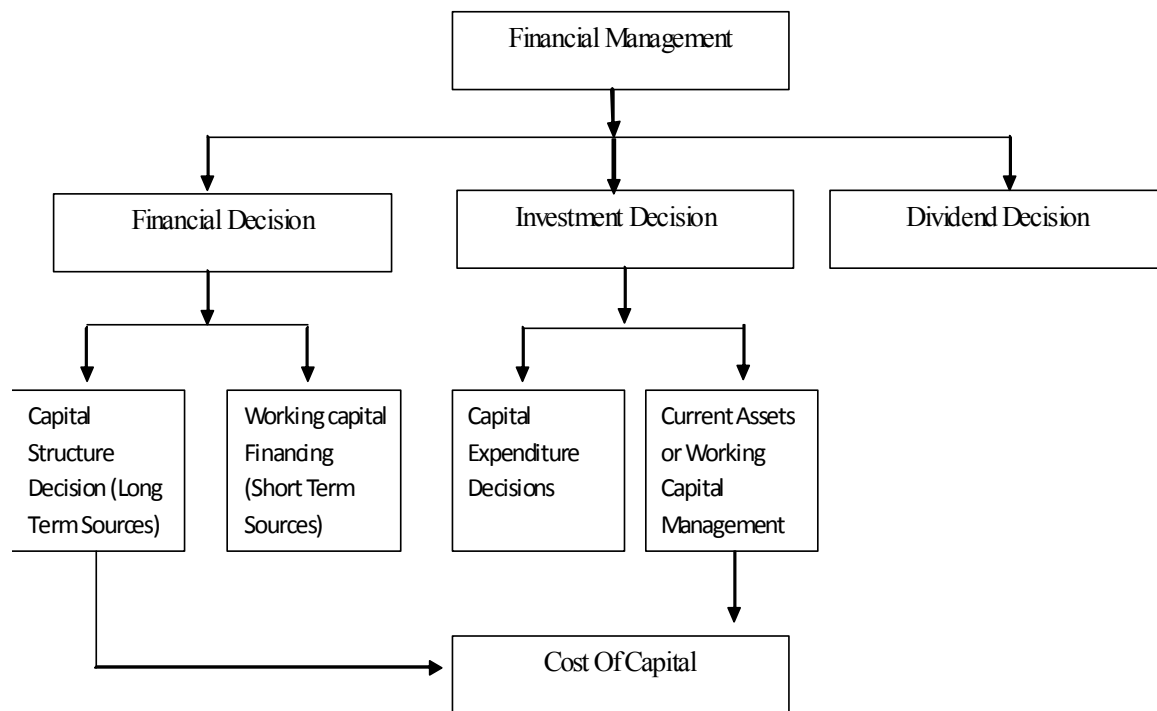 Financial Management
Financial Decision
Investment Decision
Dividend Decision
Capital
Structure
Decision (Long
Term Sources)
Working capital
Financing
(Short Term
Sources)
Capital
Expenditure
Decisions
Current Assets
or Working
Capital
Management
Cost Of Capital